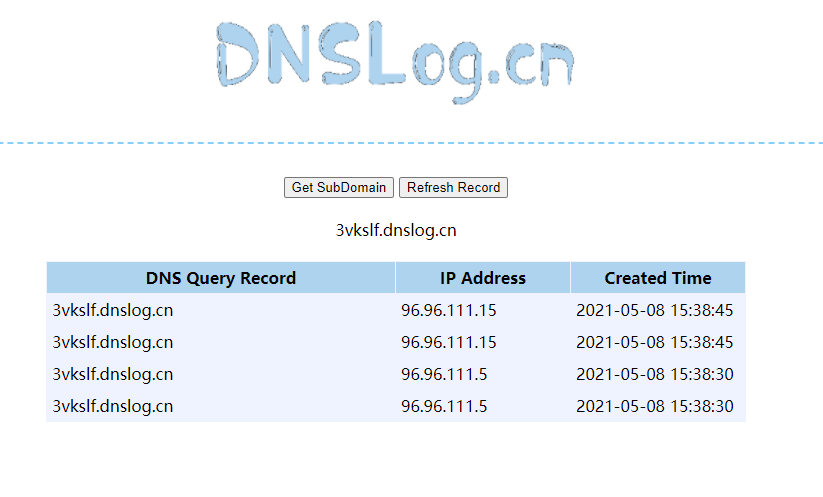 DNSLog.cn
Get SubDomain Refresh Record
3vkslf.dnslog.cn
DNS Query Record IP Address Created Time
3vkslf.dnslog.cn 96.96.111.15 2021-05-08 15:38:45
3vkslf.dnslog.cn 96.96.111.15 2021-05-08 15:38:45
3vkslf.dnslog.cn 96.96.111.5 2021-05-08 15:38:30
3vkslf.dnslog.cn 96.96.111.5 2021-05-08 15:38:30